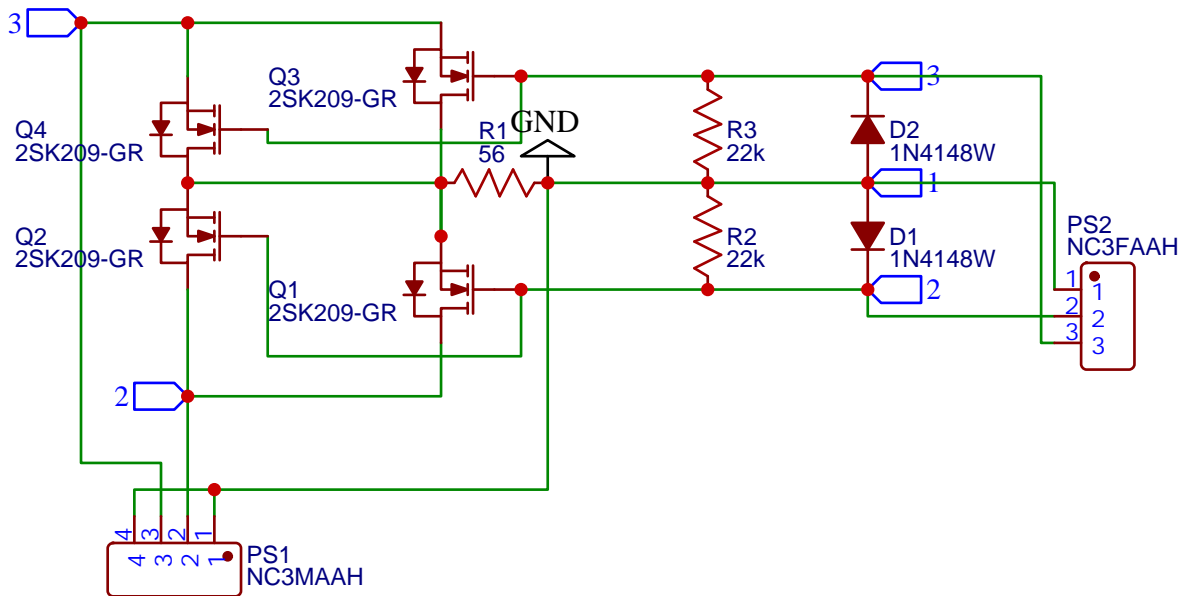 3
Q3
2SK209-GR
3
Q4
2SK209-GR
R1
56
GND
R3
22k
D2
1N4148W
1
Q2
2SK209-GR
R2
22k
D1
1N4148W
PS2
NC3FAAH
Q1
2SK209-GR
2
1 1
2 2
3 3
2
4 3 2 1
4 3 2 1
PS1
NC3MAAH